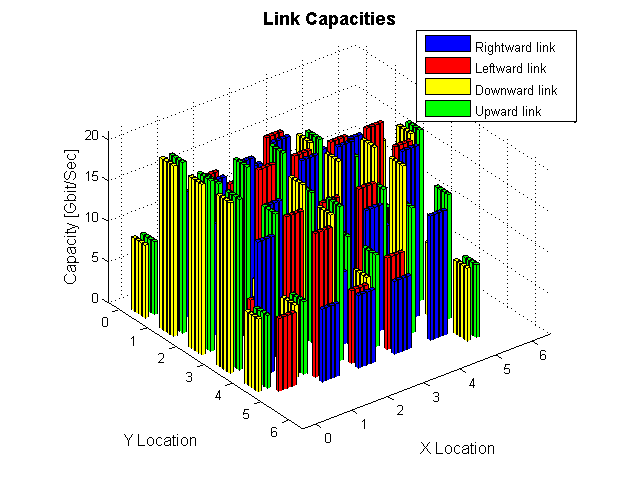 Link Capacities
Rightward link
Leftward link
Downward link
Upward link
Capacity [Gbit/Sec]
20
15
10
5
0
0
1
2
3
4
5
6
Y Location
0
1
2
3
4
5
6
X Location